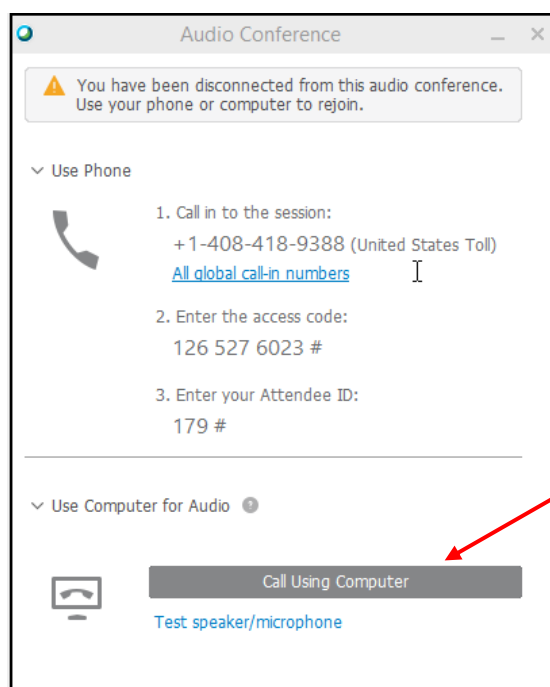 Audio Conference
You have been disconnected from this audio conference.
Use your phone or computer to rejoin.
Use Phone
1. Call in to the session:
+1-408-418-9388 (United States Toll)
All global call-in numbers
2. Enter the access code:
126 527 6023 #
3. Enter your Attendee ID:
179 #
Use Computer for Audio
Call Using Computer
Test speaker/microphone